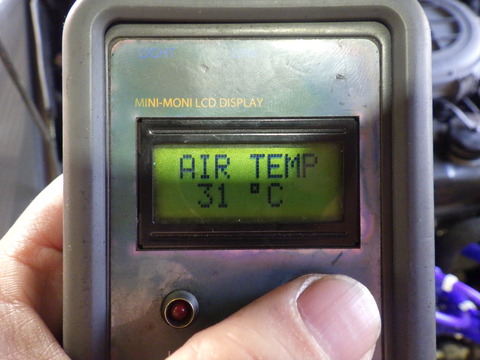 MINI-MONI LCD DISPLAY
AIR TEMP
31 °C